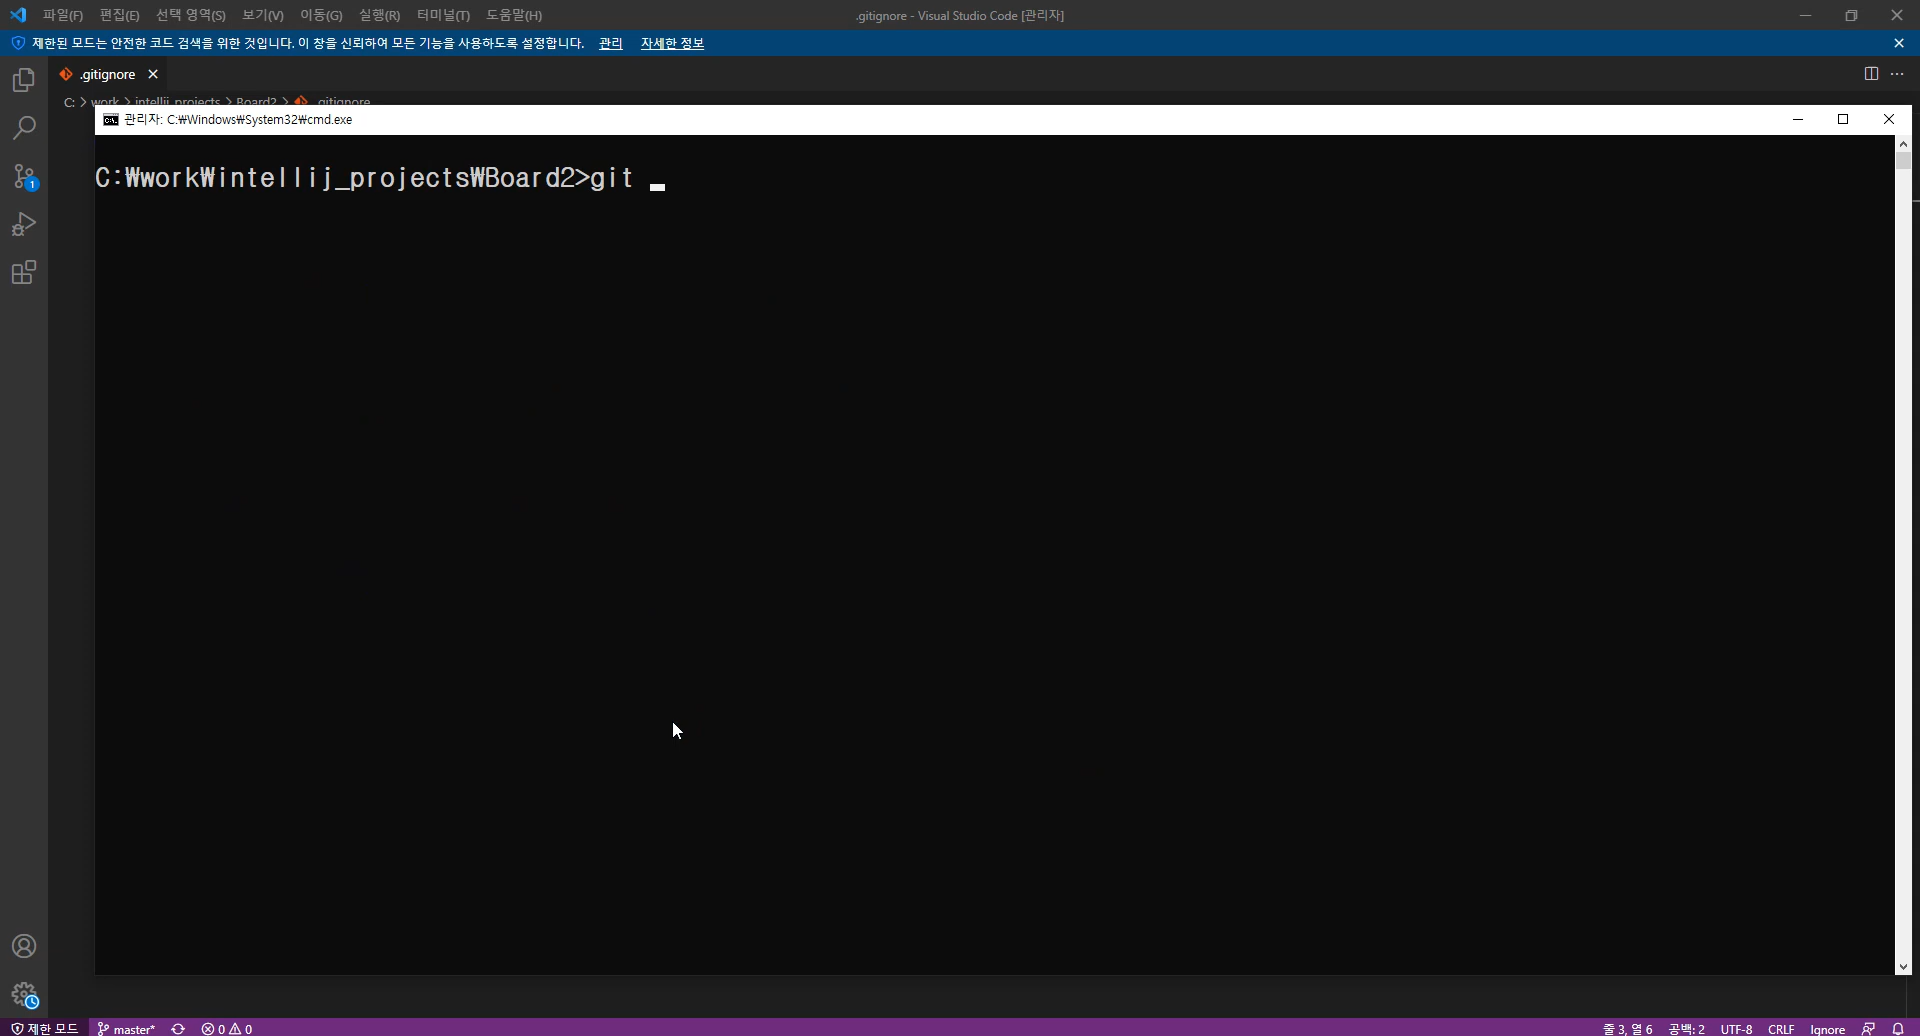 파일(F) 편집(E) 선택 영역(S) 보기(V) 이동(G) 실행(R) 터미널(T) 도움말(H) .gitignore - Visual Studio Code [관리자]
제한된 모드는 안전한 코드 검색을 위한 것입니다. 이 창을 신뢰하여 모든 기능을 사용하도록 설정합니다. 관리 자세한 정보
.gitignore
C: > work > intellij_projects > Board2 > .gitignore
관리자: C:₩Windows₩System32₩cmd.exe
C:₩work₩intellij_projects₩Board2>git _
1
제한 모드 master* 0 0 줄 3, 열 6 공백: 2 UTF-8 CRLF Ignore